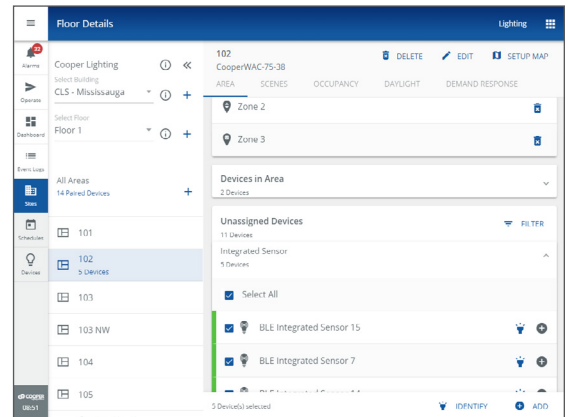 Floor Details
Lighting
22
Alarms
Operate
Dashboard
Event Logs
Sites
Schedules
Devices
08:51
Cooper Lighting
Select Building
CLS - Mississauga
Select Floor
Floor 1
All Areas
14 Paired Devices
101
102
5 Devices
103
103 NW
104
105
102
CooperWAC-75-38
DELETE
EDIT
SETUP MAP
AREA
SCENES
OCCUPANCY
DAYLIGHT
DEMAND RESPONSE
Zone 2
Zone 3
Devices in Area
2 Devices
Unassigned Devices
11 Devices
FILTER
Integrated Sensor
5 Devices
Select All
BLE Integrated Sensor 15
BLE Integrated Sensor 7
5 Device(s) selected
IDENTIFY
ADD